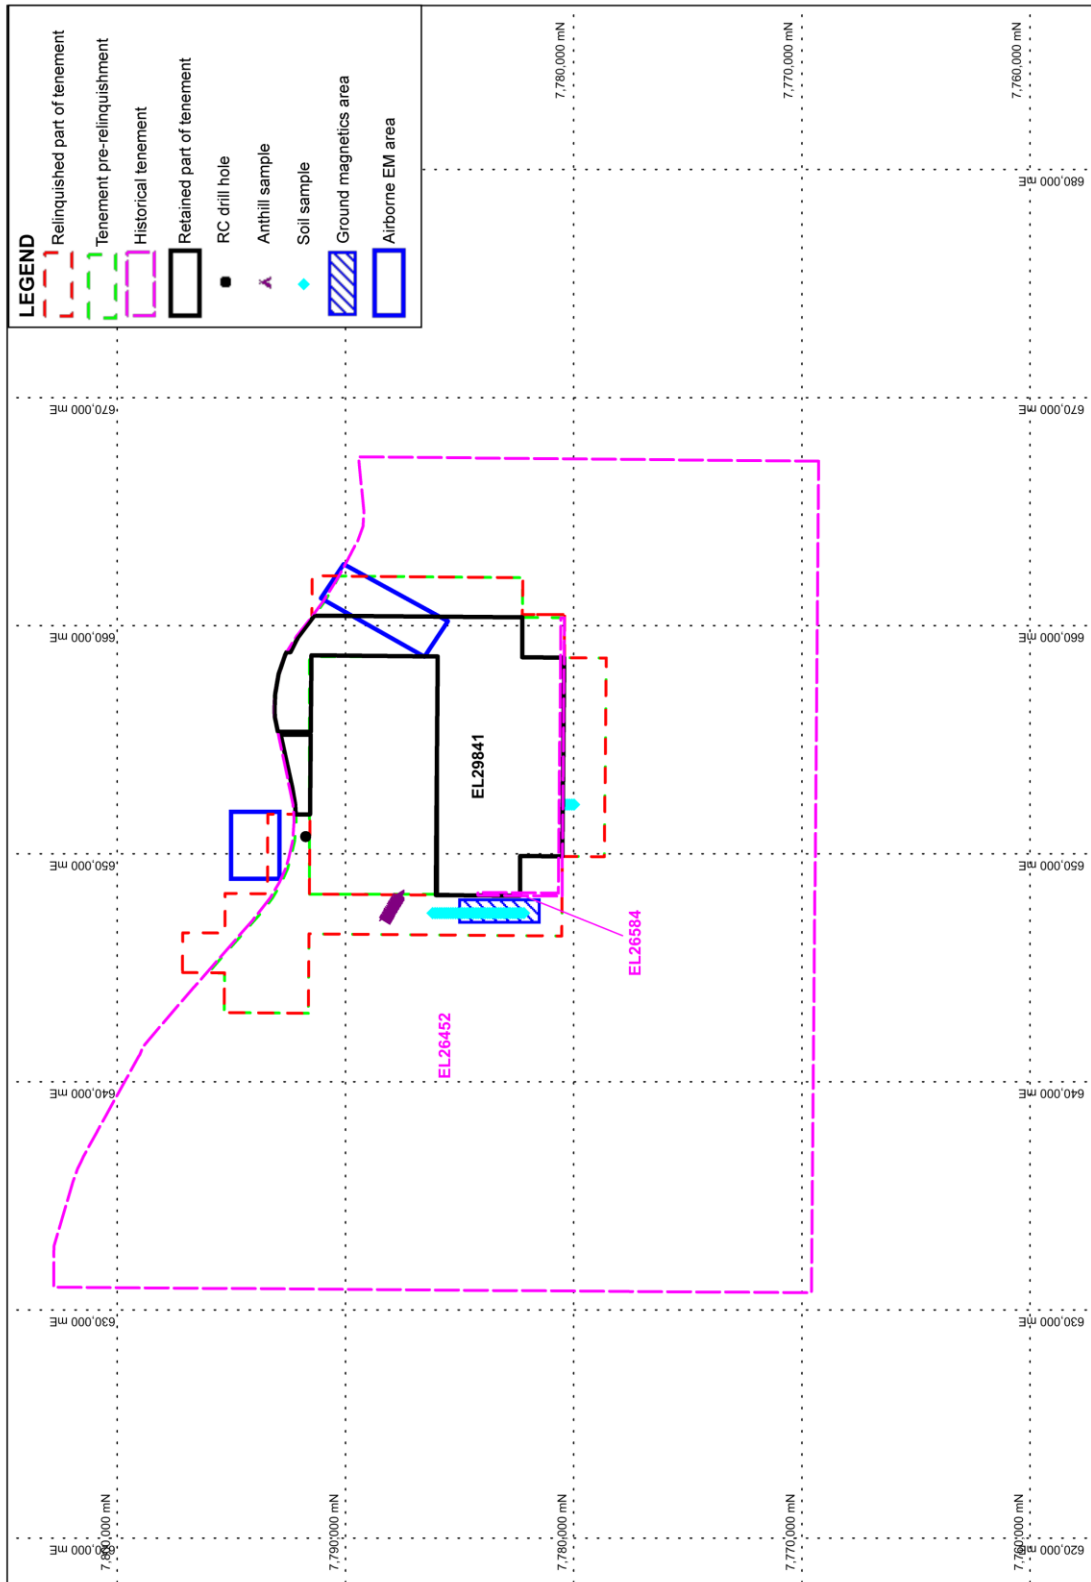 LEGEND
Relinquished part of tenement
Tenement pre-relinquishment
Historical tenement
Retained part of tenement
RC drill hole
Anthill sample
Soil sample
Ground magnetics area
Airborne EM area
620,000 mE
630,000 mE
640,000 mE
650,000 mE
660,000 mE
670,000 mE
7,800,000 mN
7,790,000 mN
7,780,000 mN
7,780,000 mN
7,770,000 mN
7,770,000 mN
7,760,000 mN
7,760,000 mN
EL29841
EL26452
EL26584
620,000 mE
630,000 mE
640,000 mE
650,000 mE
660,000 mE
670,000 mE
680,000 mE